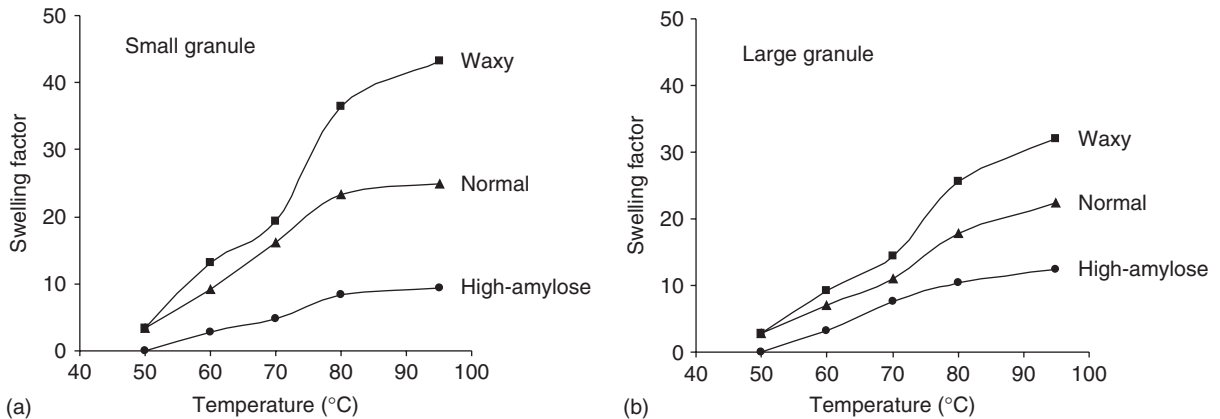 50
40
30
20
10
0
Swelling factor
Small granule
Waxy
Normal
High-amylose
40 50 60 70 80 90 100
(a) Temperature (°C)
50
40
30
20
10
0
Swelling factor
Large granule
Waxy
Normal
High-amylose
40 50 60 70 80 90 100
(b) Temperature (°C)